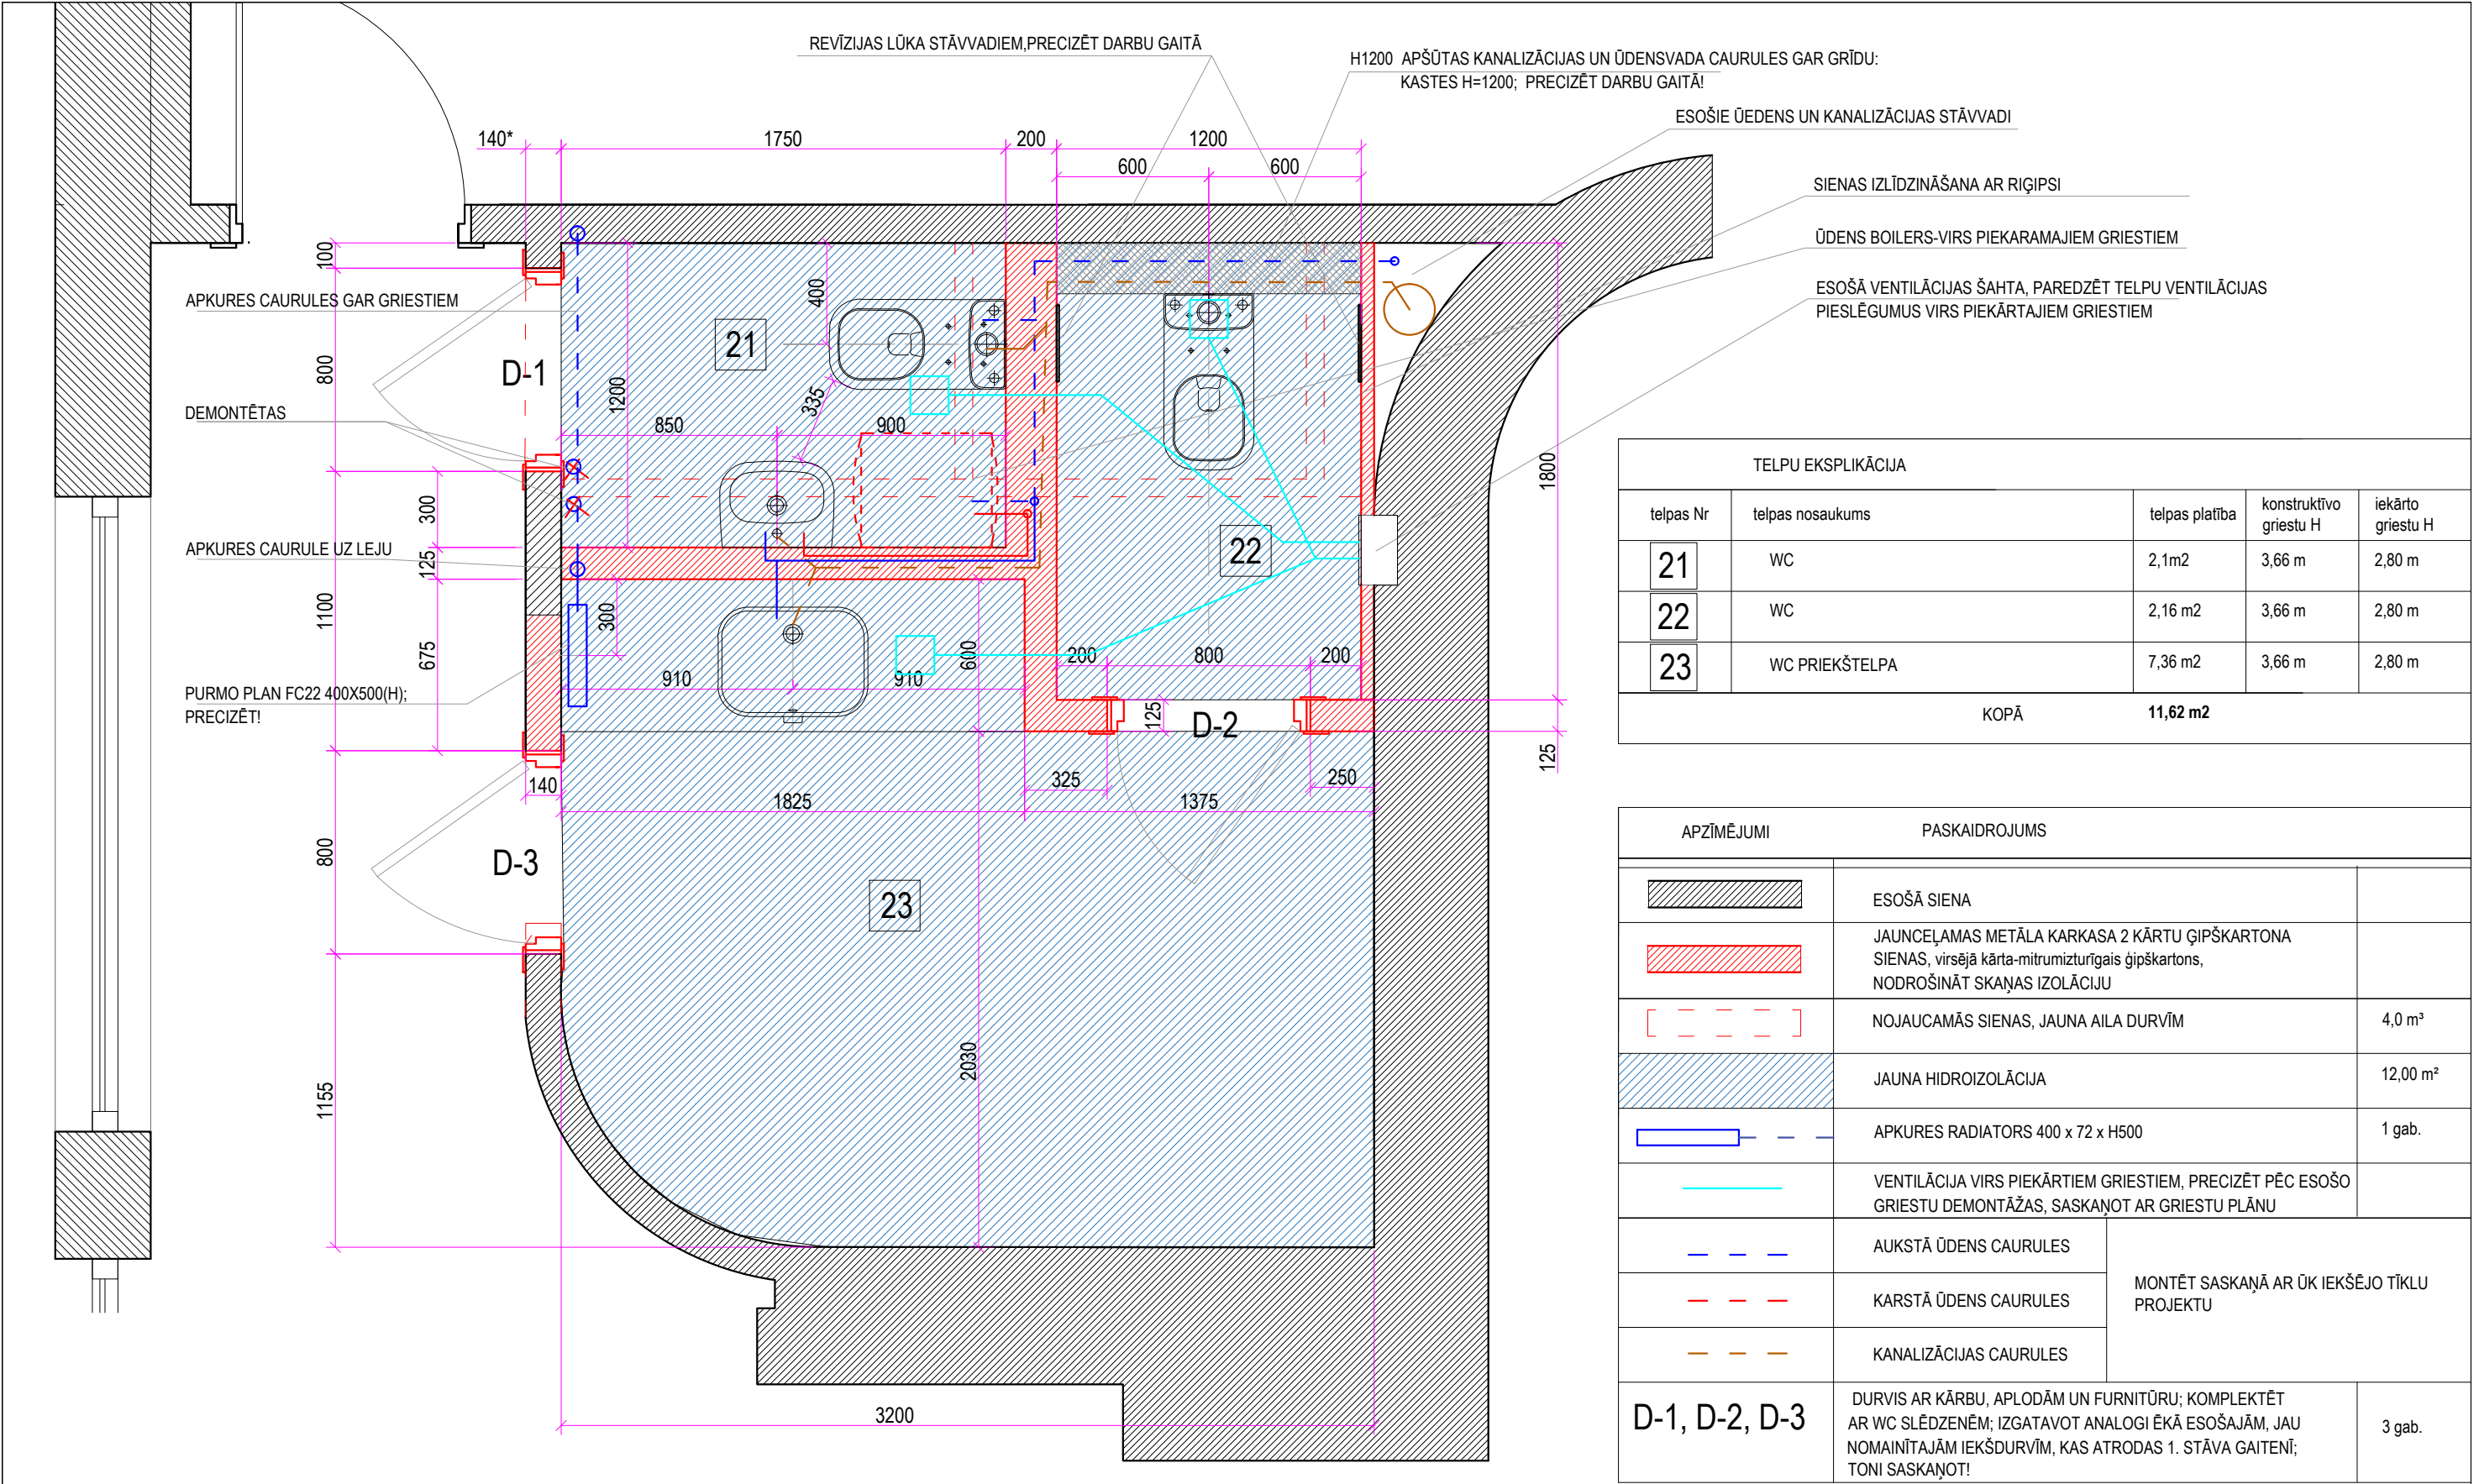 REVĪZIJAS LŪKA STĀVVADIEM,PRECIZĒT DARBU GAITĀ
H1200 APŠŪTAS KANALIZĀCIJAS UN ŪDENSVADA CAURULES GAR GRĪDU:
KASTES H=1200; PRECIZĒT DARBU GAITĀ!
ESOŠIE ŪEDENS UN KANALIZĀCIJAS STĀVVADI
SIENAS IZLĪDZINĀŠANA AR RIĢIPSI
ŪDENS BOILERS-VIRS PIEKARAMAJIEM GRIESTIEM
ESOŠĀ VENTILĀCIJAS ŠAHTA, PAREDZĒT TELPU VENTILĀCIJAS
PIESLĒGUMUS VIRS PIEKĀRTAJIEM GRIESTIEM
140*
1750
200
1200
600
600
100
APKURES CAURULES GAR GRIESTIEM
400
21
800
D-1
1200
335
DEMONTĒTAS
850
900
300
1800
APKURES CAURULE UZ LEJU
125
22
1100
300
675
600
200
800
200
910
910
PURMO PLAN FC22 400X500(H);
PRECIZĒT!
125
D-2
125
140
325
250
1825
1375
800
D-3
23
2030
1155
3200
TELPU EKSPLIKĀCIJA
telpas Nr
telpas nosaukums
telpas platība
konstruktīvo
griestu H
iekārto
griestu H
21
WC
2,1m2
3,66 m
2,80 m
22
WC
2,16 m2
3,66 m
2,80 m
23
WC PRIEKŠTELPA
7,36 m2
3,66 m
2,80 m
KOPĀ
11,62 m2
APZĪMĒJUMI
PASKAIDROJUMS
ESOŠĀ SIENA
JAUNCEĻAMAS METĀLA KARKASA 2 KĀRTU ĢIPŠKARTONA
SIENAS, virsējā kārta-mitrumizturīgais ģipškartons,
NODROŠINĀT SKAŅAS IZOLĀCIJU
NOJAUCAMĀS SIENAS, JAUNA AILA DURVĪM
4,0 m³
JAUNA HIDROIZOLĀCIJA
12,00 m²
APKURES RADIATORS 400 x 72 x H500
1 gab.
VENTILĀCIJA VIRS PIEKĀRTIEM GRIESTIEM, PRECIZĒT PĒC ESOŠO
GRIESTU DEMONTĀŽAS, SASKAŅOT AR GRIESTU PLĀNU
AUKSTĀ ŪDENS CAURULES
KARSTĀ ŪDENS CAURULES
KANALIZĀCIJAS CAURULES
MONTĒT SASKAŅĀ AR ŪK IEKŠĒJO TĪKLU
PROJEKTU
D-1, D-2, D-3
DURVIS AR KĀRBU, APLODĀM UN FURNITŪRU; KOMPLEKTĒT
AR WC SLĒDZENĒM; IZGATAVOT ANALOGI ĒKĀ ESOŠAJĀM, JAU
NOMAINĪTAJĀM IEKŠDURVĪM, KAS ATRODAS 1. STĀVA GAITENĪ;
TONI SASKAŅOT!
3 gab.